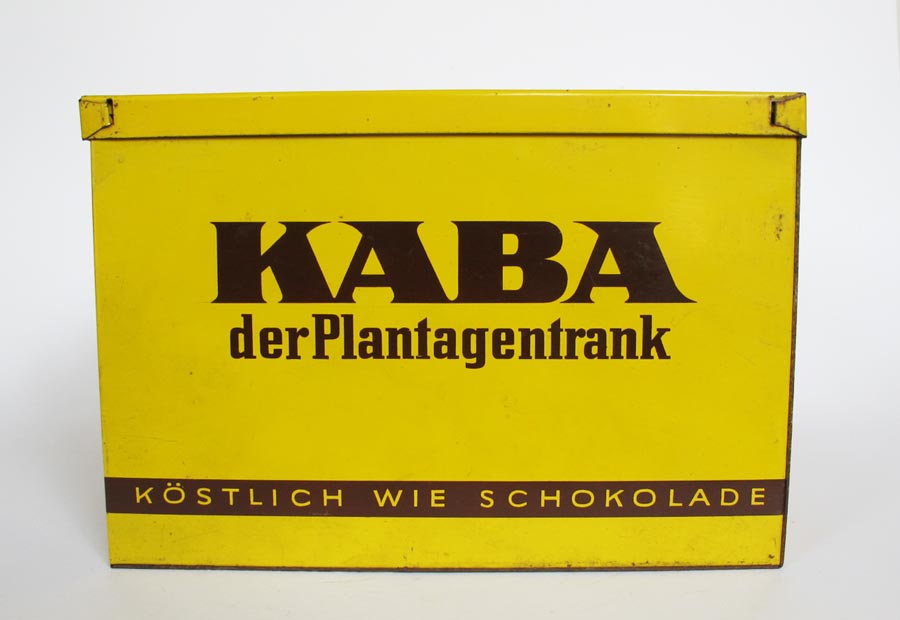 KABA
der Plantagentrank
KÖSTLICH WIE SCHOKOLADE